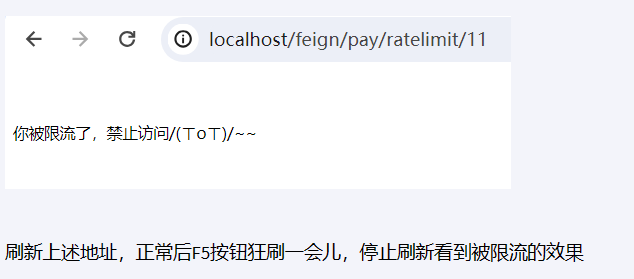 localhost/feign/pay/ratelimit/11
你被限流了，禁止访问/(ㄒoㄒ)/~~
刷新上述地址，正常后F5按钮狂刷一会儿，停止刷新看到被限流的效果